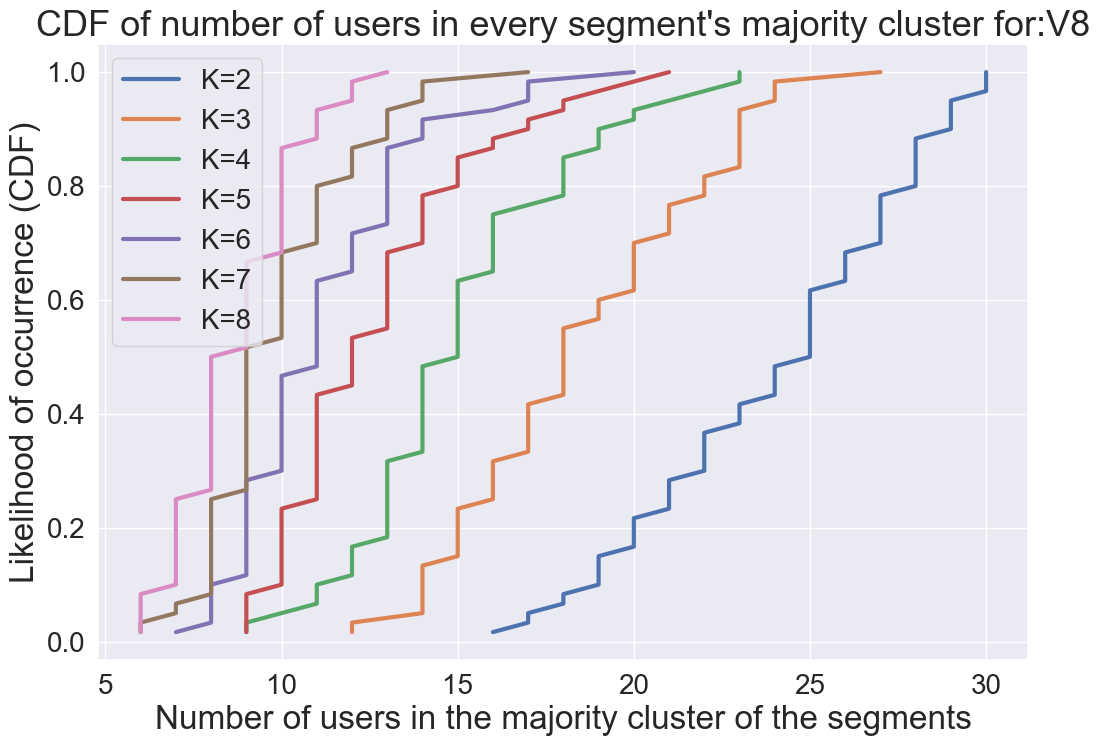 CDF of number of users in every segment's majority cluster for:V8
Likelihood of occurrence (CDF)
1.0
0.8
0.6
0.4
0.2
0.0
K=2
K=3
K=4
K=5
K=6
K=7
K=8
5
10
15
20
25
30
Number of users in the majority cluster of the segments